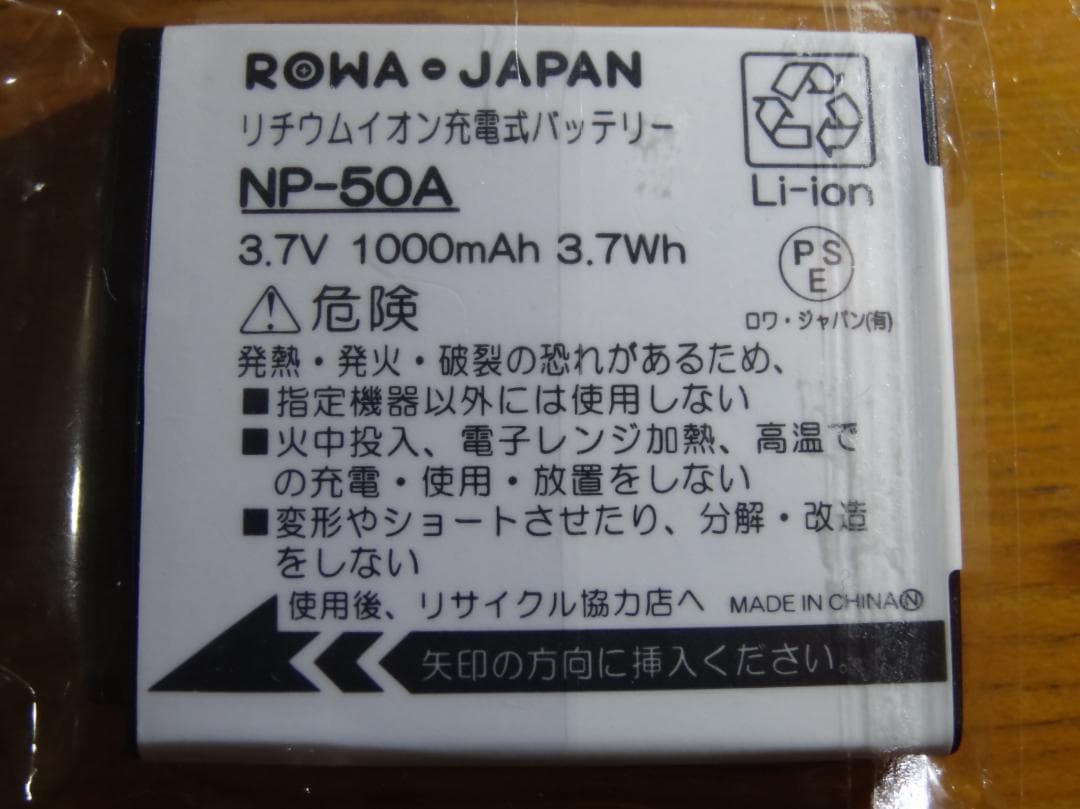 ROWA・JAPAN
リチウムイオン充電式バッテリー
NP-50A
3.7V 1000mAh 3.7Wh
Li-ion
PSE
ロワ・ジャパン(有)
危険
発熱・発火・破裂の恐れがあるため、
■指定機器以外には使用しない
■火中投入、電子レンジ加熱、高温で
の充電・使用・放置をしない
■変形やショートさせたり、分解・改造
をしない
使用後、リサイクル協力店へ MADE IN CHINA Ⓝ
矢印の方向に挿入ください。